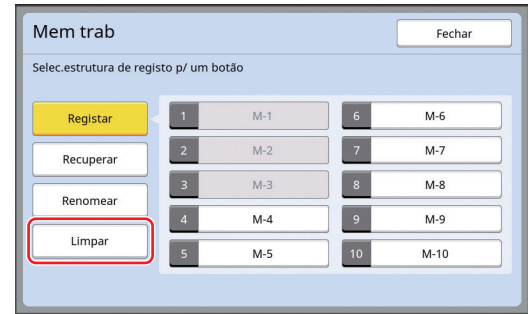 Mem trab
Fechar
Selec.estrutura de registo p/ um botão
Registar
Recuperar
Renomear
Limpar
1 M-1
2 M-2
3 M-3
4 M-4
5 M-5
6 M-6
7 M-7
8 M-8
9 M-9
10 M-10